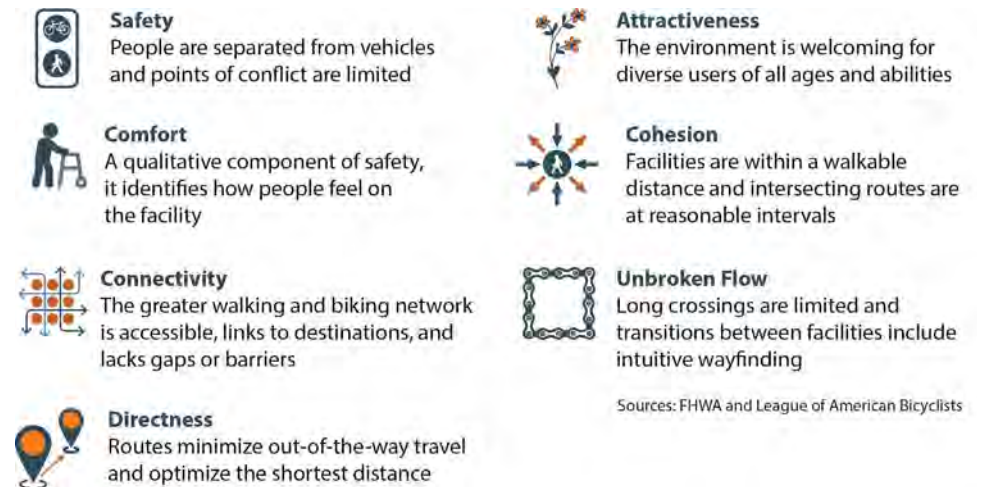 Safety
People are separated from vehicles
and points of conflict are limited
Comfort
A qualitative component of safety,
it identifies how people feel on
the facility
Connectivity
The greater walking and biking network
is accessible, links to destinations, and
lacks gaps or barriers
Directness
Routes minimize out-of-the-way travel
and optimize the shortest distance
Attractiveness
The environment is welcoming for
diverse users of all ages and abilities
Cohesion
Facilities are within a walkable
distance and intersecting routes are
at reasonable intervals
Unbroken Flow
Long crossings are limited and
transitions between facilities include
intuitive wayfinding
Sources: FHWA and League of American Bicyclists